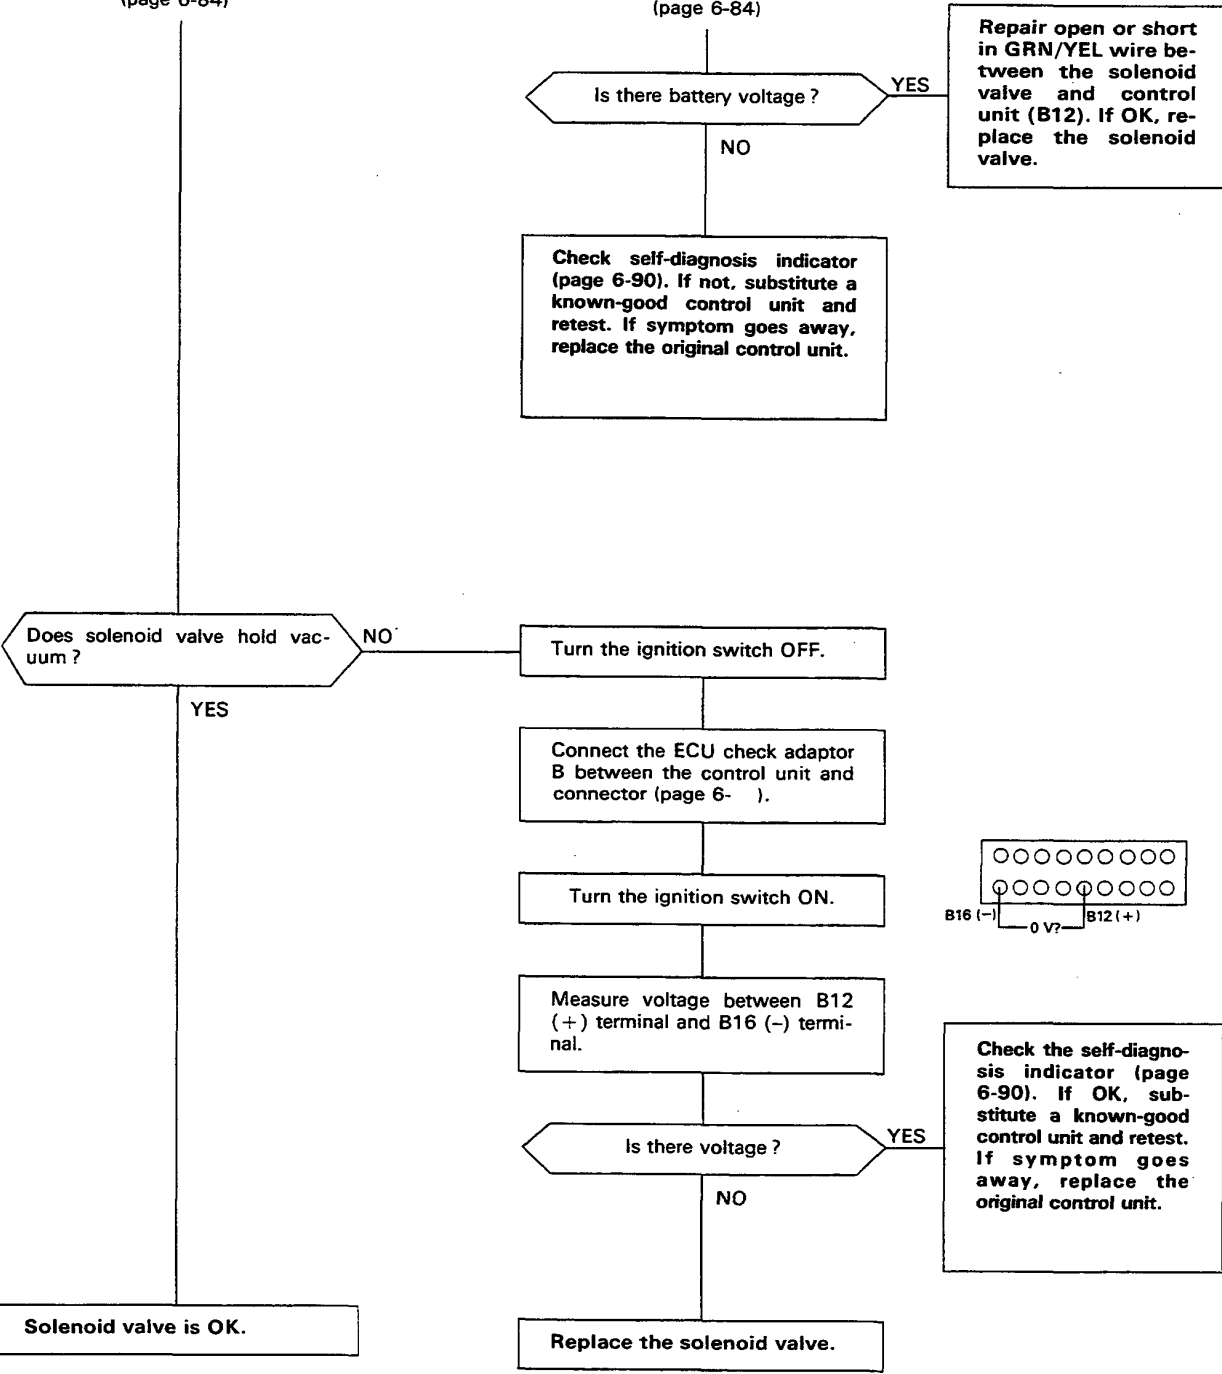 (page 6-84)
(page 6-84)
Repair open or short
in GRN/YEL wire be-
tween the solenoid
valve and control
unit (B12). If OK, re-
place the solenoid
valve.
Is there battery voltage?
YES
NO
Check self-diagnosis indicator
(page 6-90). If not, substitute a
known-good control unit and
retest. If symptom goes away,
replace the original control unit.
Does solenoid valve hold vac-
uum?
NO
YES
Turn the ignition switch OFF.
Connect the ECU check adaptor
B between the control unit and
connector (page 6-   ).
Turn the ignition switch ON.
B16 (−)
0 V?
B12 (+)
Measure voltage between B12
(+) terminal and B16 (−) termi-
nal.
Is there voltage?
YES
NO
Check the self-diagno-
sis indicator (page
6-90). If OK, sub-
stitute a known-good
control unit and retest.
If symptom goes
away, replace the
original control unit.
Solenoid valve is OK.
Replace the solenoid valve.